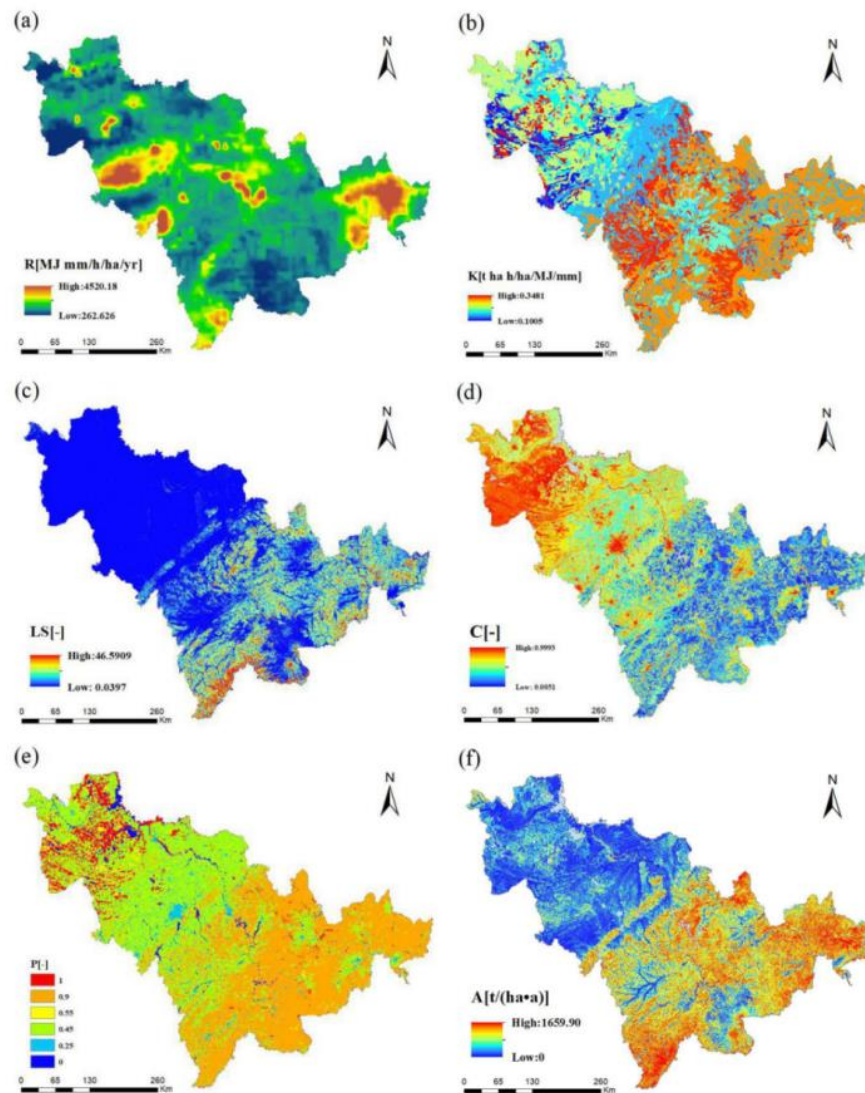 (a)
N
R[MJ mm/h/ha/yr]
High:4520.18
Low:262.626
0 65 130 260
Km
(b)
N
K[t ha h/ha/MJ/mm]
High:0.3481
Low:0.1005
0 65 130 260
Km
(c)
N
LS[-]
High:46.5909
Low: 0.0397
0 65 130 260
Km
(d)
N
C[-]
High:0.9993
Low: 0.0051
0 65 130 260
Km
(e)
N
P[-]
1
0.9
0.55
0.45
0.25
0
0 65 130 260
Km
(f)
N
A[t/(ha•a)]
High:1659.90
Low:0
0 65 130 260
Km